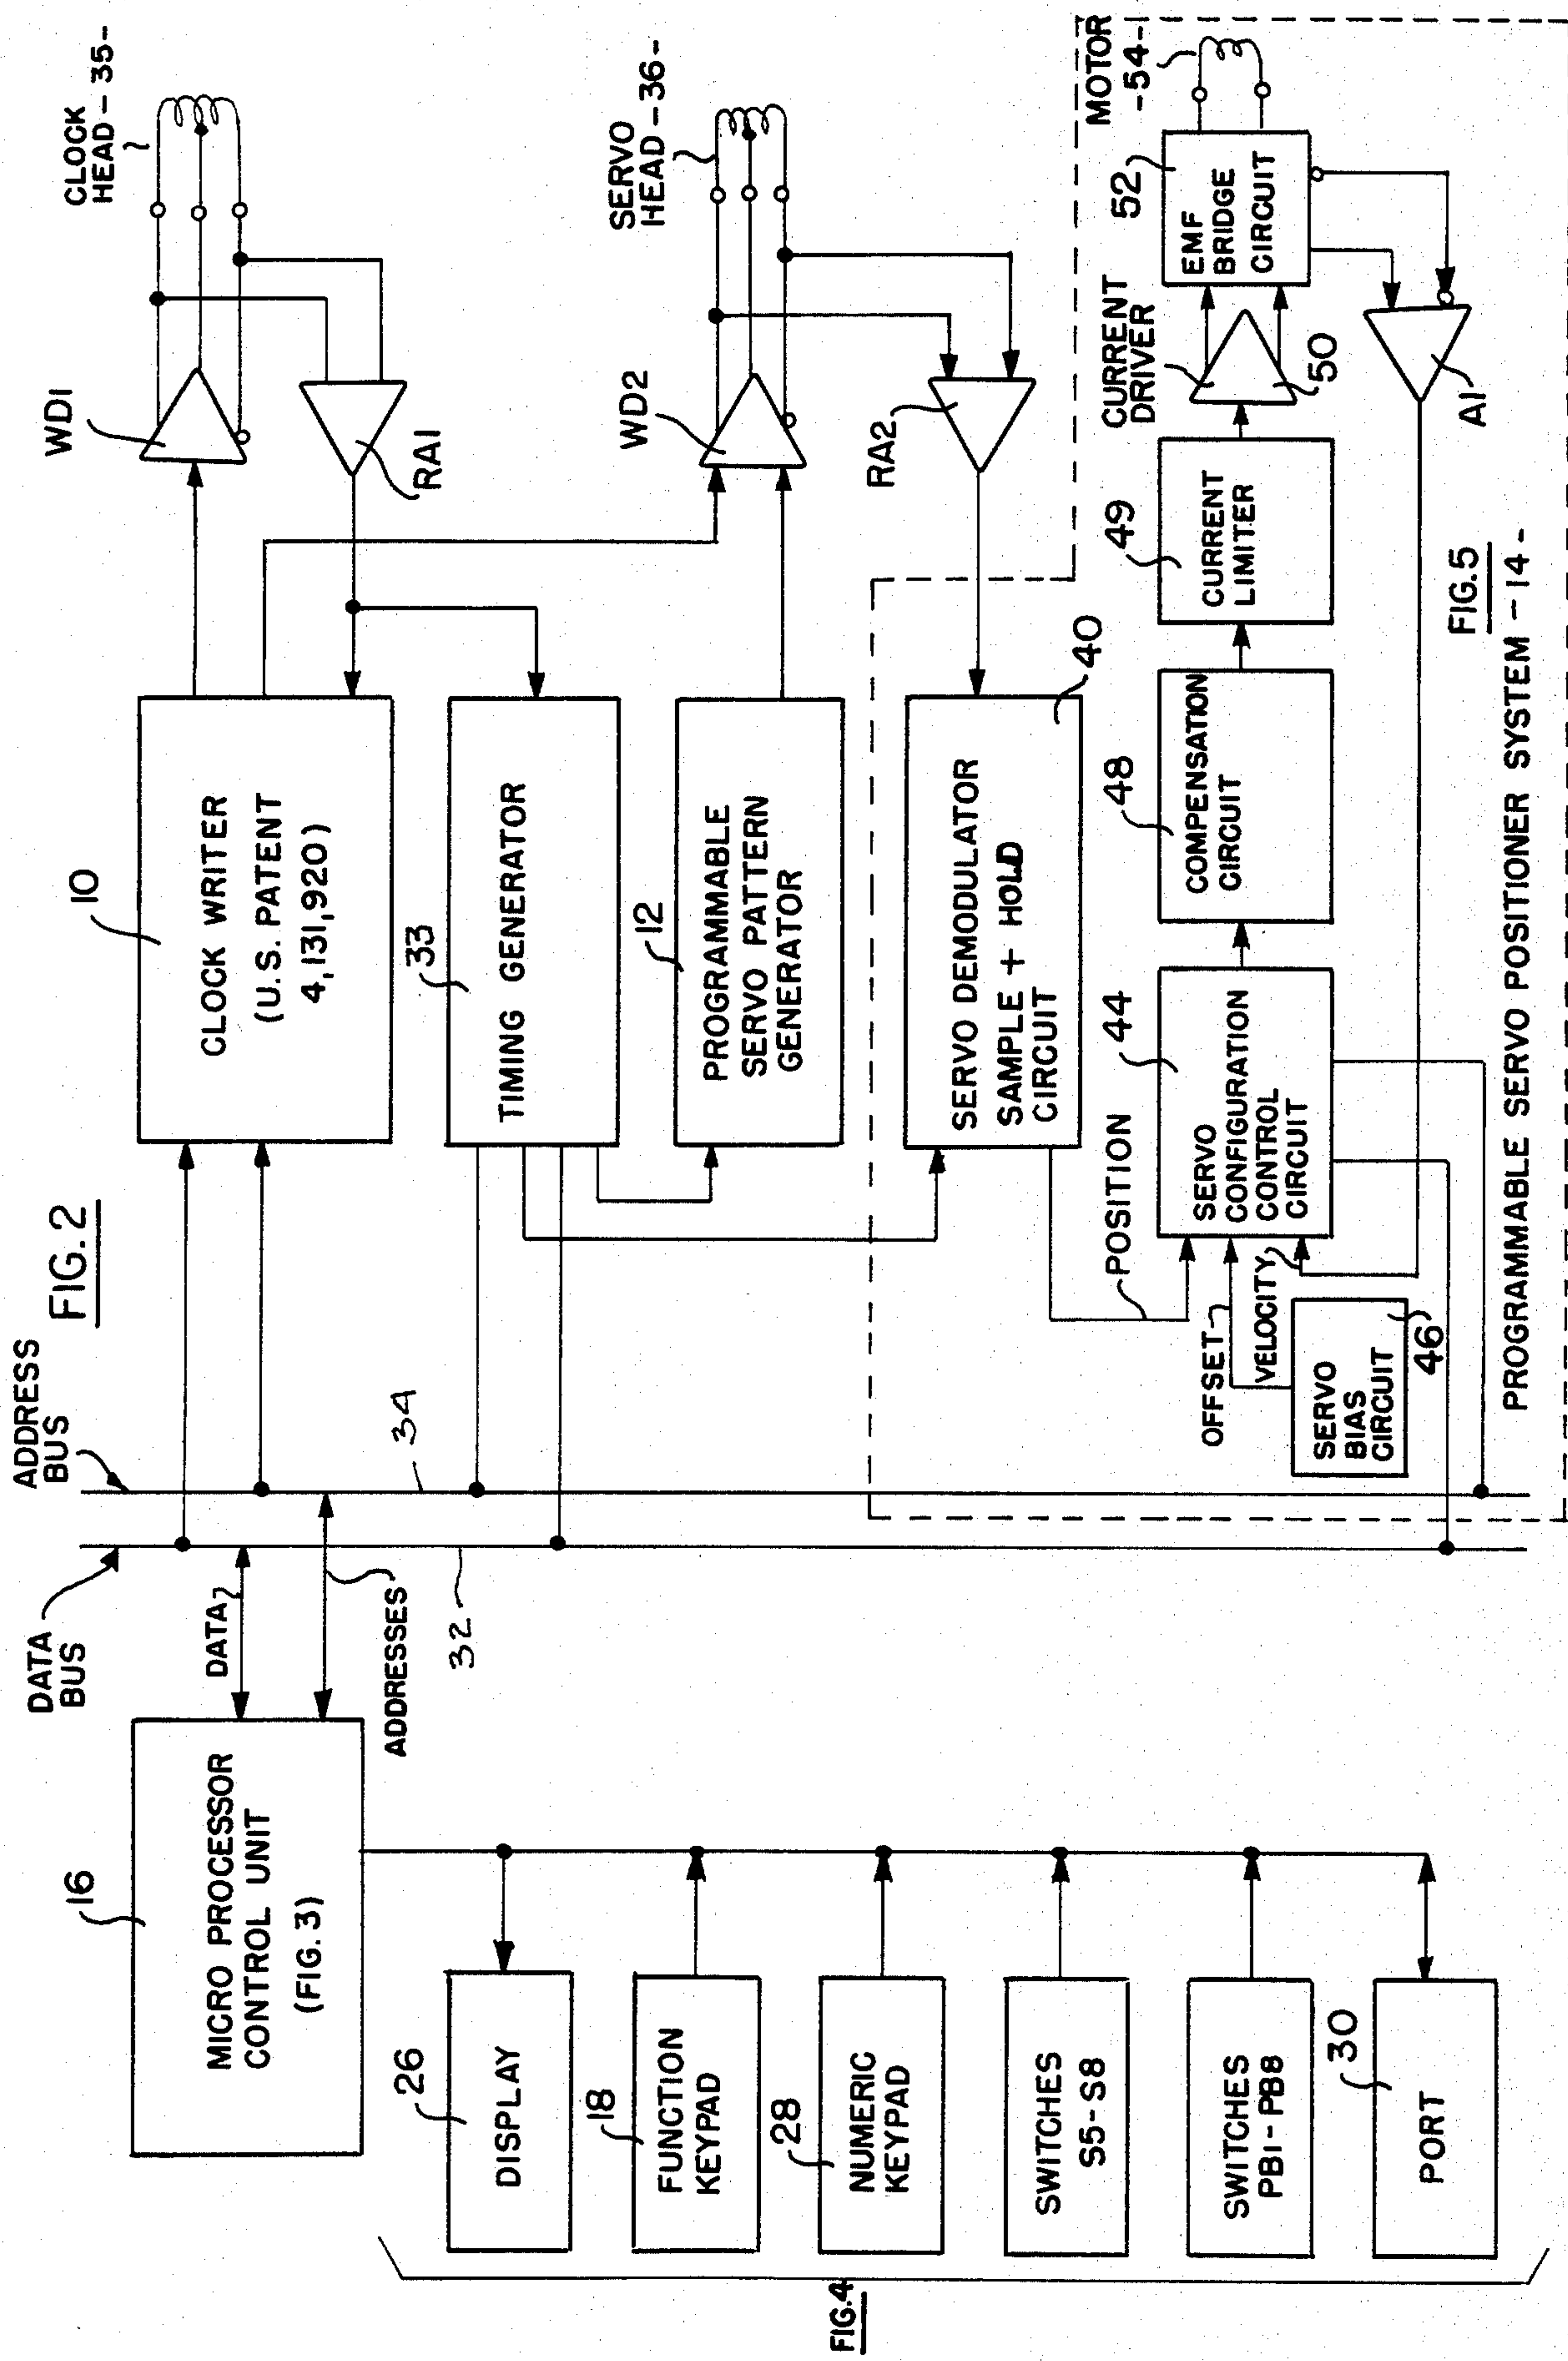 FIG. 2
16
MICRO PROCESSOR
CONTROL UNIT
(FIG. 3)
DATA
BUS
ADDRESS
BUS
DATA
ADDRESSES
32
34
10
CLOCK WRITER
(U.S. PATENT
4,131,920)
WD1
CLOCK
HEAD -35-
RA1
33
TIMING GENERATOR
12
PROGRAMMABLE
SERVO PATTERN
GENERATOR
WD2
SERVO
HEAD -36-
RA2
26
DISPLAY
18
FUNCTION
KEYPAD
28
NUMERIC
KEYPAD
SWITCHES
S5-S8
SWITCHES
PB1-PB8
30
PORT
FIG.4
SERVO DEMODULATOR
SAMPLE + HOLD
CIRCUIT
40
POSITION
OFFSET
VELOCITY
SERVO
BIAS
CIRCUIT
46
44
SERVO
CONFIGURATION
CONTROL
CIRCUIT
48
COMPENSATION
CIRCUIT
49
CURRENT
LIMITER
CURRENT
DRIVER
50
52
EMF
BRIDGE
CIRCUIT
MOTOR
-54-
A1
FIG.5
PROGRAMMABLE SERVO POSITIONER SYSTEM -14-